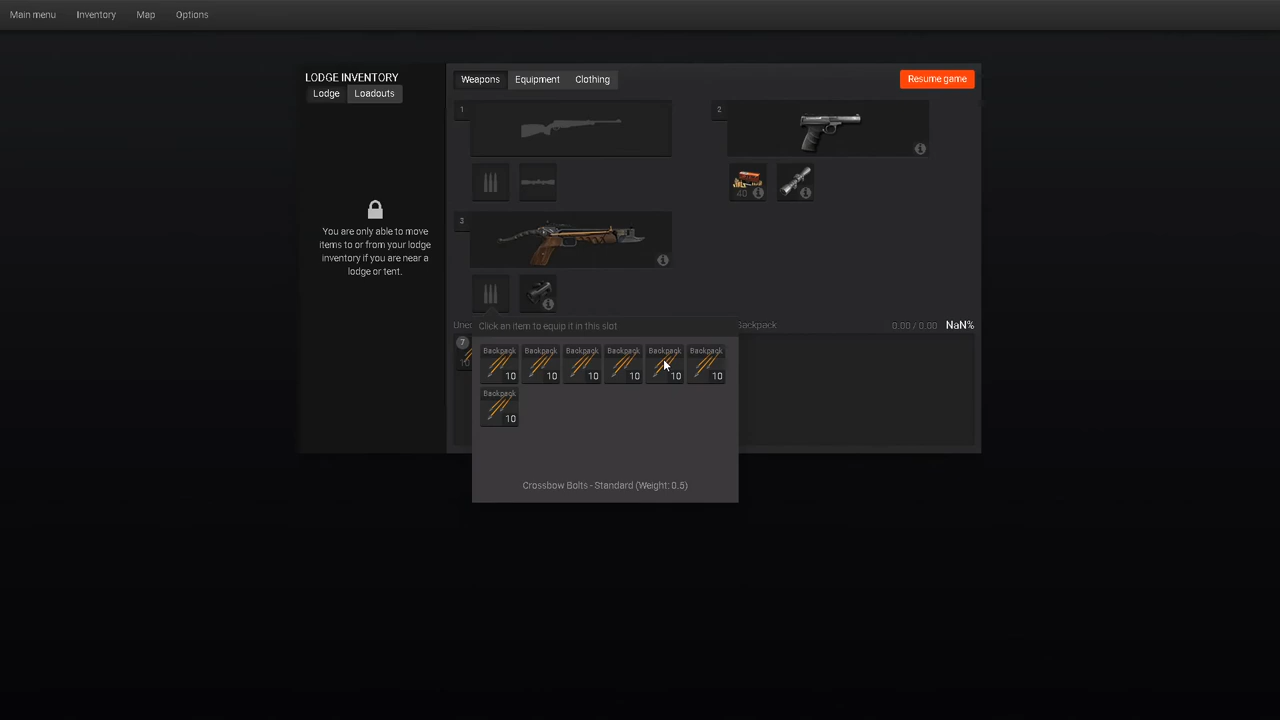 Main menu Inventory Map Options
LODGE INVENTORY
Lodge Loadouts
Weapons Equipment Clothing
Resume game
1
2
40
3
You are only able to move
items to or from your lodge
inventory if you are near a
lodge or tent.
Click an item to equip it in this slot
Backpack 0.00 / 0.00 NaN%
7
10
Backpack Backpack Backpack Backpack Backpack Backpack
10 10 10 10 10 10
Backpack
10
Crossbow Bolts - Standard (Weight: 0.5)